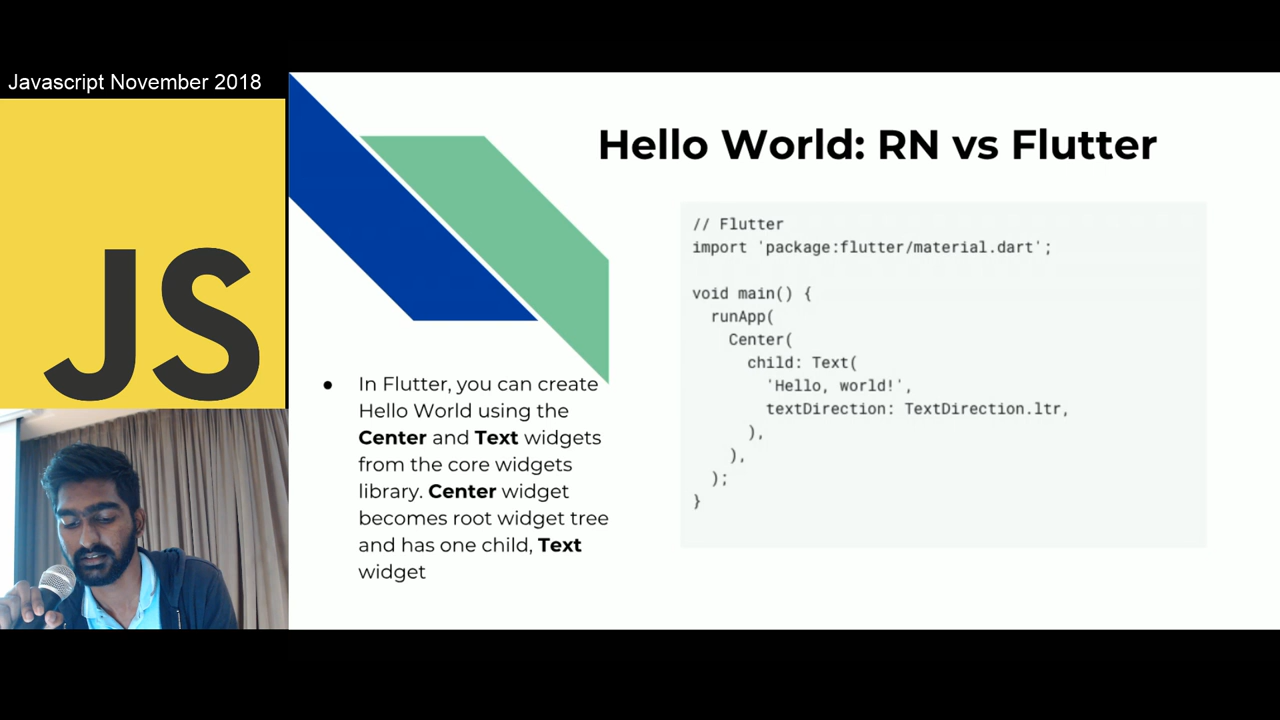 Javascript November 2018
JS
Hello World: RN vs Flutter
// Flutter
import 'package:flutter/material.dart';
void main() {
runApp(
Center(
child: Text(
'Hello, world!',
textDirection: TextDirection.ltr,
),
),
);
}
● In Flutter, you can create
Hello World using the
Center and Text widgets
from the core widgets
library. Center widget
becomes root widget tree
and has one child, Text
widget